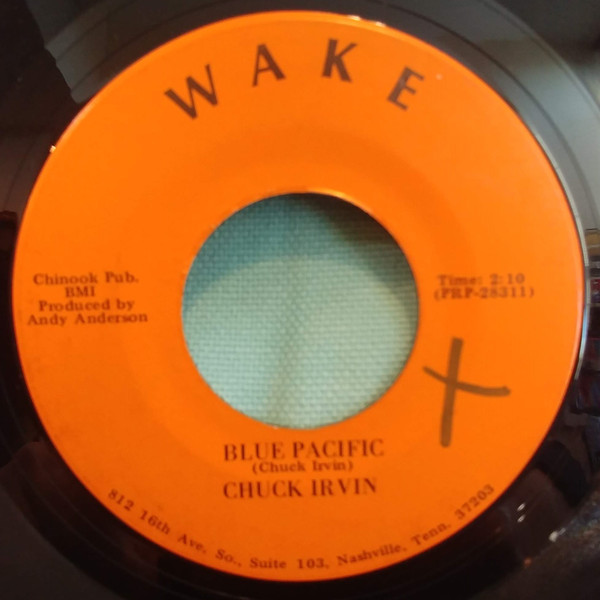 WAKE
Chinook Pub.
BMI
Produced by
Andy Anderson
Time: 2:10
(PRP-28311)
BLUE PACIFIC
(Chuck Irvin)
CHUCK IRVIN
812 16th Ave. So., Suite 103, Nashville, Tenn. 37203